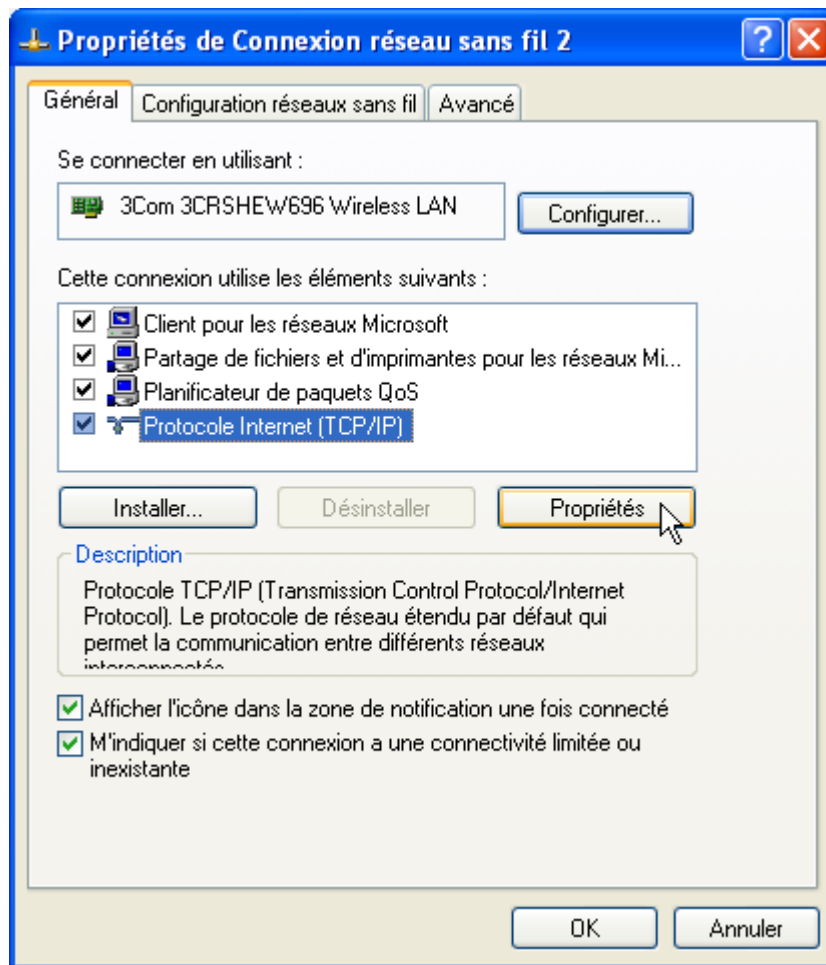 Propriétés de Connexion réseau sans fil 2
Général Configuration réseaux sans fil Avancé
Se connecter en utilisant :
3Com 3CRSHEW696 Wireless LAN Configurer...
Cette connexion utilise les éléments suivants :
Client pour les réseaux Microsoft
Partage de fichiers et d'imprimantes pour les réseaux Mi...
Planificateur de paquets QoS
Protocole Internet (TCP/IP)
Installer... Désinstaller Propriétés
Description
Protocole TCP/IP (Transmission Control Protocol/Internet
Protocol). Le protocole de réseau étendu par défaut qui
permet la communication entre différents réseaux
interconnectés
Afficher l'icône dans la zone de notification une fois connecté
M'indiquer si cette connexion a une connectivité limitée ou
inexistante
OK Annuler